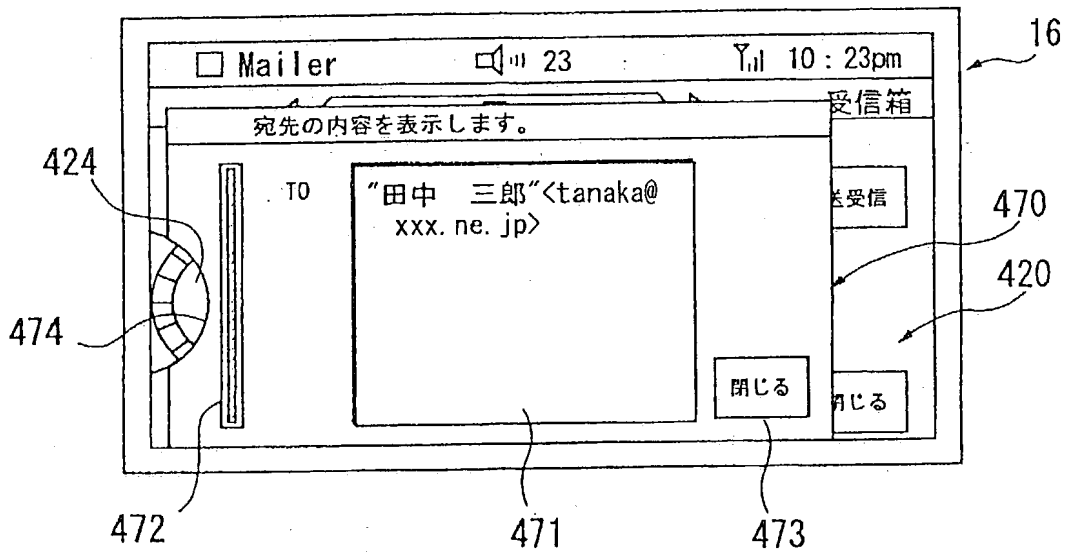 Mailer 23 10:23pm
16
受信箱
宛先の内容を表示します。
424
TO
"田中　三郎"<tanaka@
xxx.ne.jp>
受信
470
420
474
閉じる
じる
472
471
473